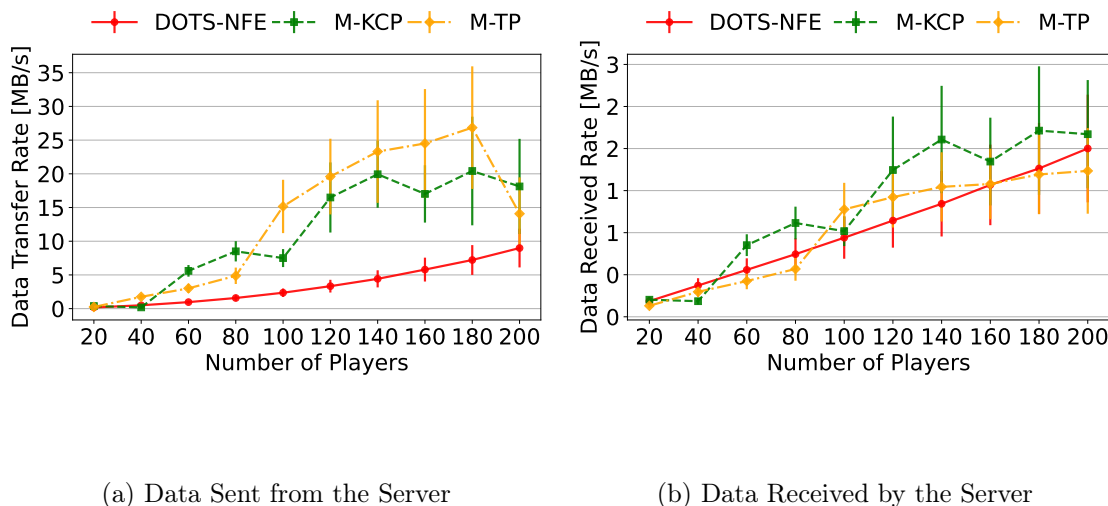 DOTS-NFE M-KCP M-TP
Data Transfer Rate [MB/s]
35
30
25
20
15
10
5
0
20 40 60 80 100 120 140 160 180 200
Number of Players
(a) Data Sent from the Server
DOTS-NFE M-KCP M-TP
Data Received Rate [MB/s]
3
2
2
1
1
0
0
20 40 60 80 100 120 140 160 180 200
Number of Players
(b) Data Received by the Server